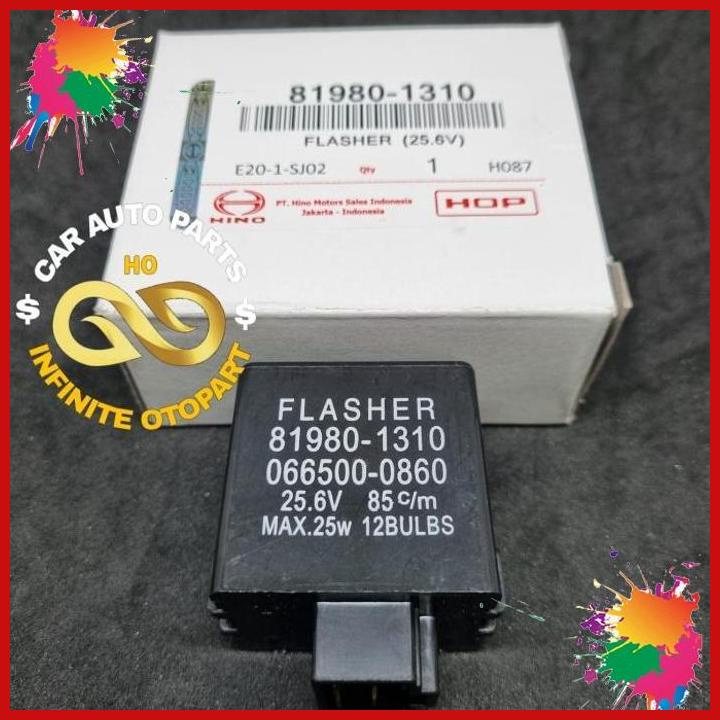 81980-1310
FLASHER (25.6V)
E20-1-SJ02 Qty 1 H087
HINO
PT. Hino Motors Sales Indonesia
Jakarta - Indonesia
HOP
CAR AUTO PARTS
HO
$ $
INFINITE OTOPART
FLASHER
81980-1310
066500-0860
25.6V 85c/m
MAX.25w 12BULBS